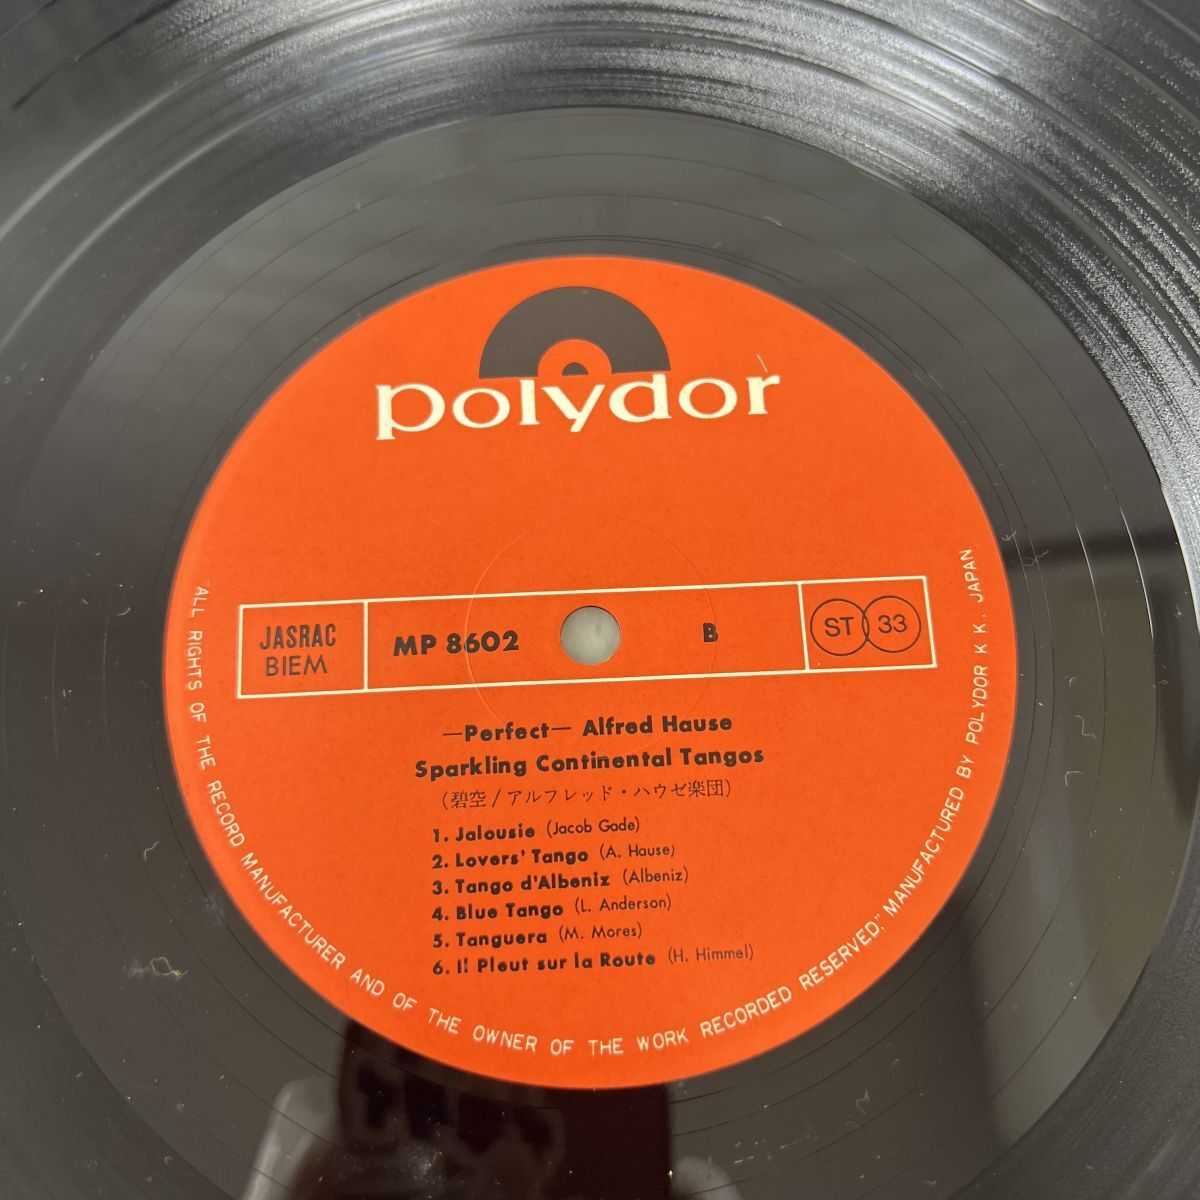 polydor
JASRAC
BIEM
MP 8602
B
ST 33
—Perfect— Alfred Hause
Sparkling Continental Tangos
(碧空/アルフレッド・ハウゼ楽団)
1. Jalousie (Jacob Gade)
2. Lovers' Tango (A. Hause)
3. Tango d'Albeniz (Albeniz)
4. Blue Tango (L. Anderson)
5. Tanguera (M. Mores)
6. Il Pleut sur la Route (H. Himmel)
"ALL RIGHTS OF THE RECORD MANUFACTURER AND OF THE OWNER OF THE WORK RECORDED RESERVED." MANUFACTURED BY POLYDOR K K., JAPAN